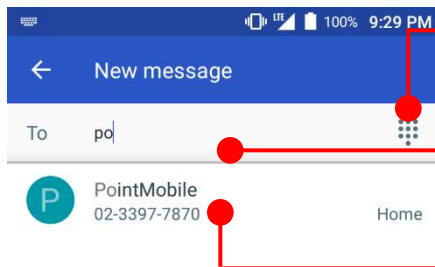 LTE 100% 9:29 PM
New message
To po
P PointMobile
02-3397-7870 Home